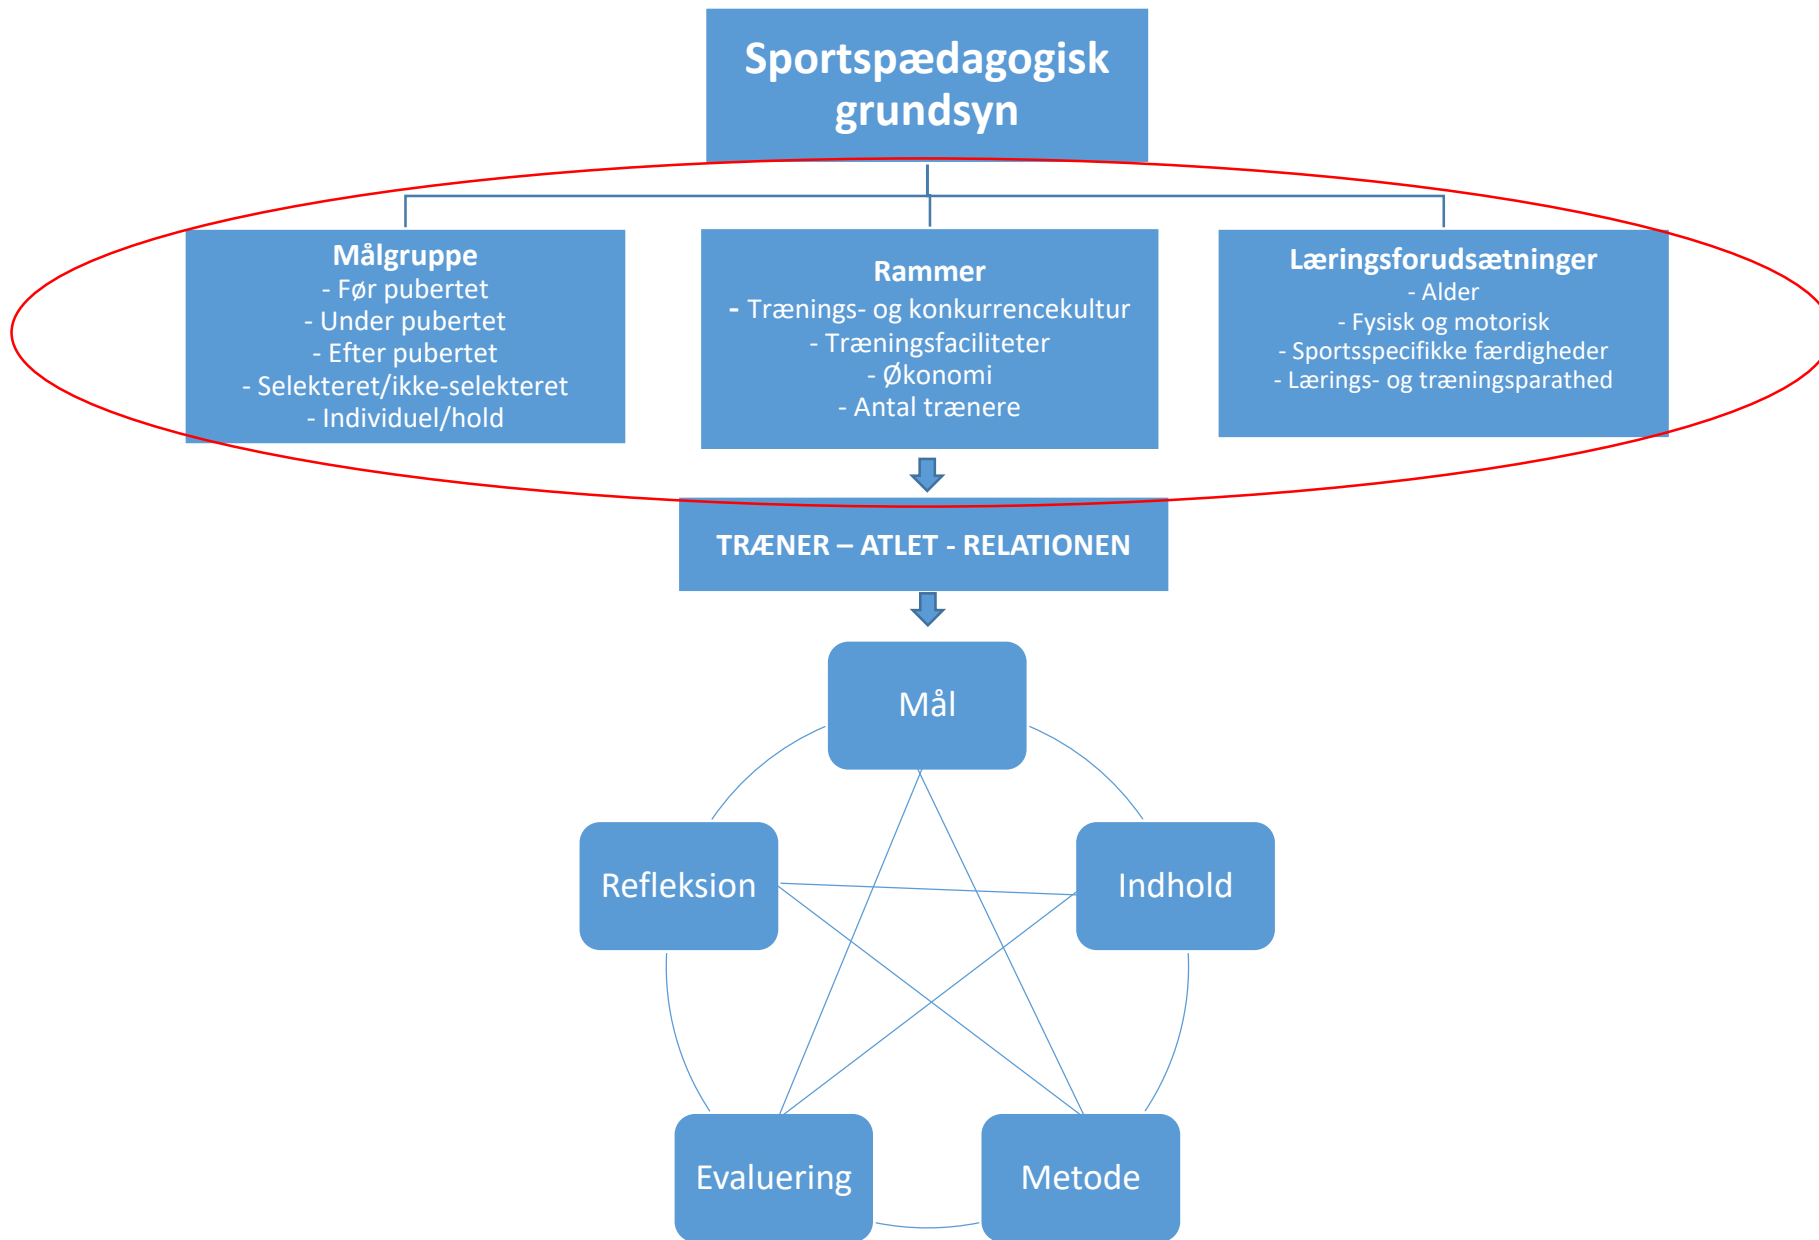 Sportspædagogisk
grundsyn
Målgruppe
- Før pubertet
- Under pubertet
- Efter pubertet
- Selekteret/ikke-selekteret
- Individuel/hold
Rammer
- Trænings- og konkurrencekultur
- Træningsfaciliteter
- Økonomi
- Antal trænere
Læringsforudsætninger
- Alder
- Fysisk og motorisk
- Sportsspecifikke færdigheder
- Lærings- og træningsparathed
TRÆNER – ATLET - RELATIONEN
Mål
Refleksion
Indhold
Evaluering
Metode